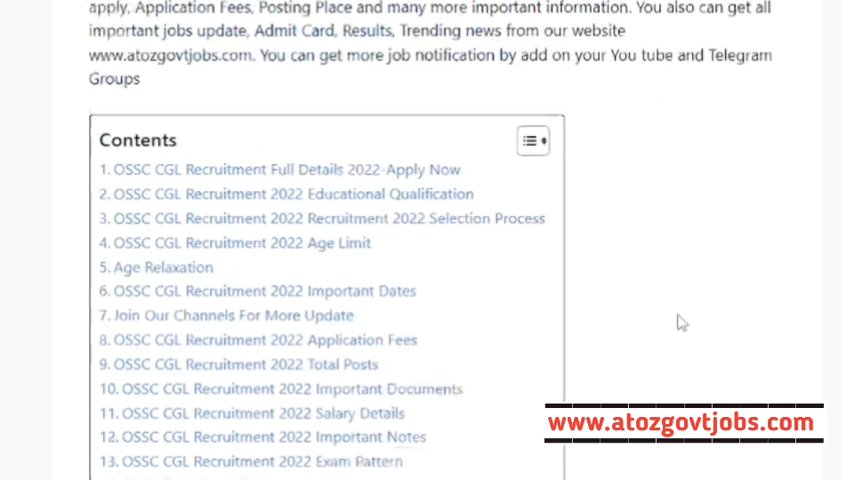 apply, Application Fees, Posting Place and many more important information. You also can get all
important jobs update, Admit Card, Results, Trending news from our website
www.atozgovtjobs.com. You can get more job notification by add on your You tube and Telegram
Groups
Contents
1. OSSC CGL Recruitment Full Details 2022-Apply Now
2. OSSC CGL Recruitment 2022 Educational Qualification
3. OSSC CGL Recruitment 2022 Recruitment 2022 Selection Process
4. OSSC CGL Recruitment 2022 Age Limit
5. Age Relaxation
6. OSSC CGL Recruitment 2022 Important Dates
7. Join Our Channels For More Update
8. OSSC CGL Recruitment 2022 Application Fees
9. OSSC CGL Recruitment 2022 Total Posts
10. OSSC CGL Recruitment 2022 Important Documents
11. OSSC CGL Recruitment 2022 Salary Details
12. OSSC CGL Recruitment 2022 Important Notes
13. OSSC CGL Recruitment 2022 Exam Pattern
www.atozgovtjobs.com